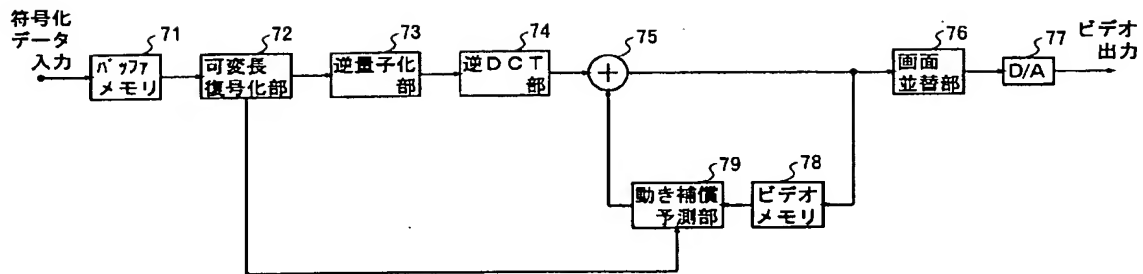 符号化
データ
入力
71
バッファ
メモリ
72
可変長
復号化部
73
逆量子化
部
74
逆DCT
部
75
+
76
画面
並替部
77
D/A
ビデオ
出力
79
動き補償
予測部
78
ビデオ
メモリ